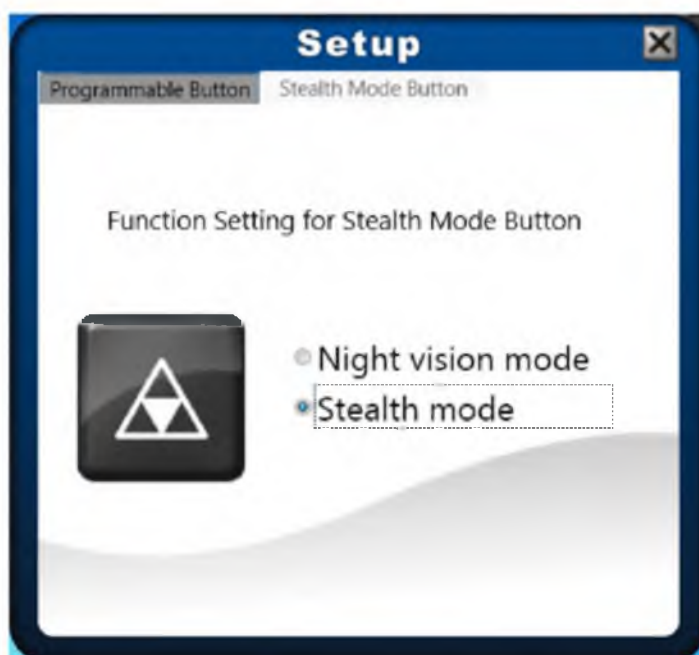 Setup
Programmable Button Stealth Mode Button
Function Setting for Stealth Mode Button
Night vision mode
Stealth mode